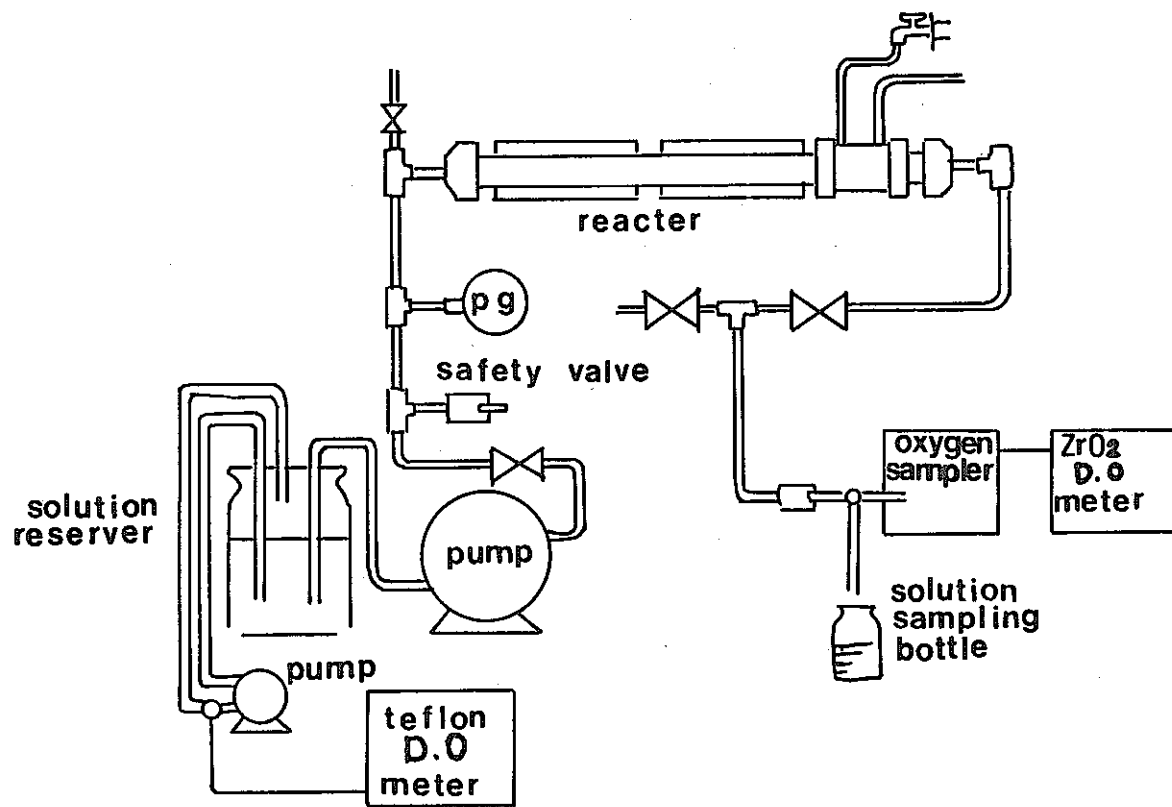 reacter
pg
safety valve
solution
reserver
pump
pump
teflon
D.O
meter
oxygen
sampler
ZrO2
D.O
meter
solution
sampling
bottle